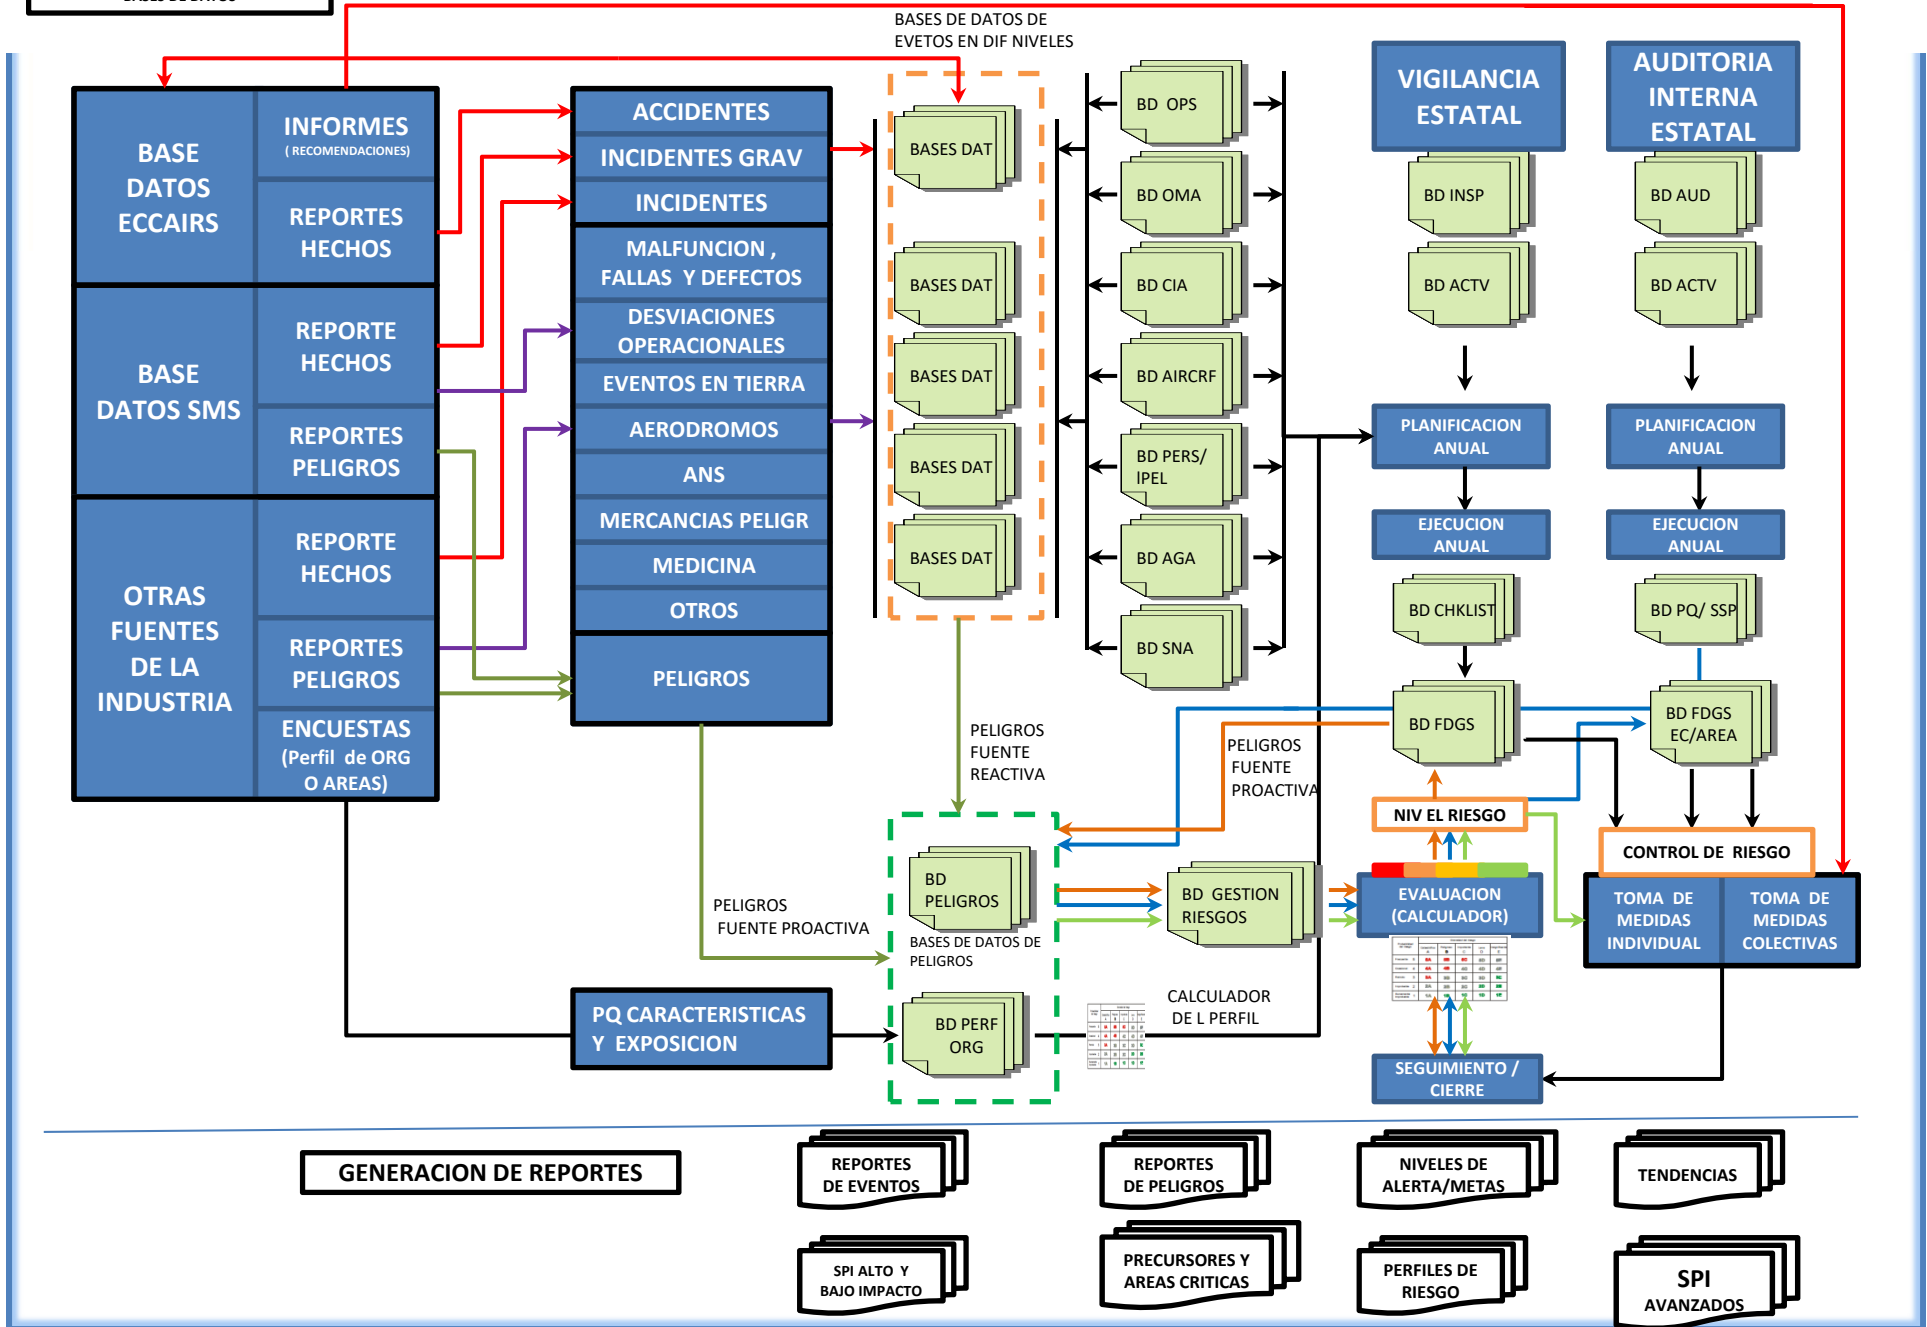 BASES DE DATOS
BASES DE DATOS DE
EVETOS EN DIF NIVELES
BASE
DATOS
ECCAIRS
INFORMES
( RECOMENDACIONES)
REPORTES
HECHOS
BASE
DATOS SMS
REPORTE
HECHOS
REPORTES
PELIGROS
OTRAS
FUENTES
DE LA
INDUSTRIA
REPORTE
HECHOS
REPORTES
PELIGROS
ENCUESTAS
(Perfil de ORG
O AREAS)
ACCIDENTES
INCIDENTES GRAV
INCIDENTES
MALFUNCION ,
FALLAS Y DEFECTOS
DESVIACIONES
OPERACIONALES
EVENTOS EN TIERRA
AERODROMOS
ANS
MERCANCIAS PELIGR
MEDICINA
OTROS
PELIGROS
PQ CARACTERISTICAS
Y EXPOSICION
BASES DAT
BASES DAT
BASES DAT
BASES DAT
BASES DAT
BD OPS
BD OMA
BD CIA
BD AIRCRF
BD PERS/
lPEL
BD AGA
BD SNA
VIGILANCIA
ESTATAL
BD INSP
BD ACTV
PLANIFICACION
ANUAL
EJECUCION
ANUAL
BD CHKLIST
BD FDGS
AUDITORIA
INTERNA
ESTATAL
BD AUD
BD ACTV
PLANIFICACION
ANUAL
EJECUCION
ANUAL
BD PQ/ SSP
BD FDGS
EC/AREA
PELIGROS
FUENTE
REACTIVA
PELIGROS
FUENTE
PROACTIVA
PELIGROS
FUENTE PROACTIVA
BD
PELIGROS
BASES DE DATOS DE
PELIGROS
BD PERF
ORG
BD GESTION
RIESGOS
CALCULADOR
DE L PERFIL
NIV EL RIESGO
EVALUACION
(CALCULADOR)
SEGUIMIENTO /
CIERRE
CONTROL DE RIESGO
TOMA DE
MEDIDAS
INDIVIDUAL
TOMA DE
MEDIDAS
COLECTIVAS
GENERACION DE REPORTES
REPORTES
DE EVENTOS
REPORTES
DE PELIGROS
NIVELES DE
ALERTA/METAS
TENDENCIAS
SPI ALTO Y
BAJO IMPACTO
PRECURSORES Y
AREAS CRITICAS
PERFILES DE
RIESGO
SPI
AVANZADOS